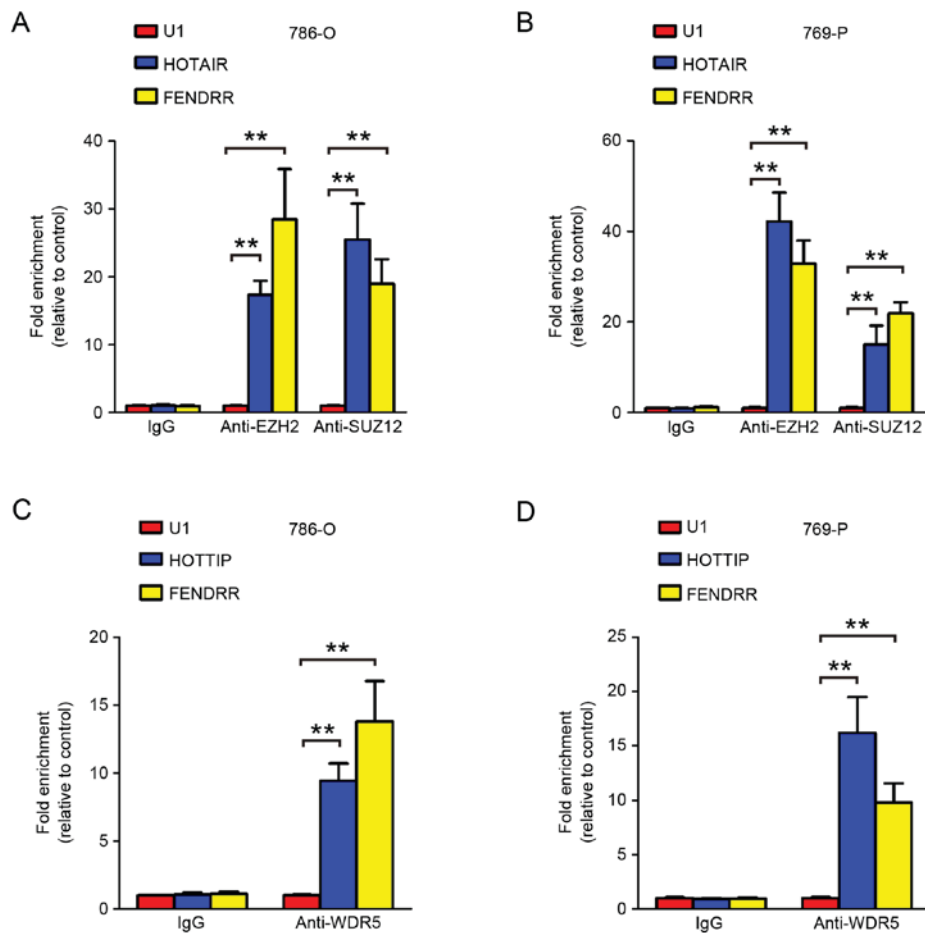 A
U1
786-O
HOTAIR
FENDRR
Fold enrichment
(relative to control)
40
30
20
10
0
**
**
**
**
IgG
Anti-EZH2
Anti-SUZ12
B
U1
769-P
HOTAIR
FENDRR
Fold enrichment
(relative to control)
60
40
20
0
**
**
**
**
IgG
Anti-EZH2
Anti-SUZ12
C
U1
786-O
HOTTIP
FENDRR
Fold enrichment
(relative to control)
20
15
10
5
0
**
**
IgG
Anti-WDR5
D
U1
769-P
HOTTIP
FENDRR
Fold enrichment
(relative to control)
25
20
15
10
5
0
**
**
IgG
Anti-WDR5